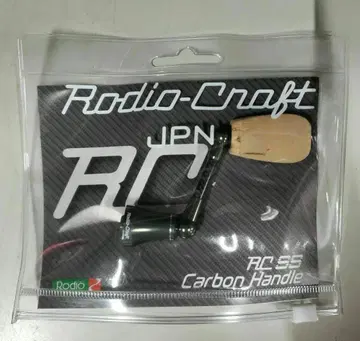 Rodio-Craft
JPN
RC
RC SS
Carbon Handle
Rodio